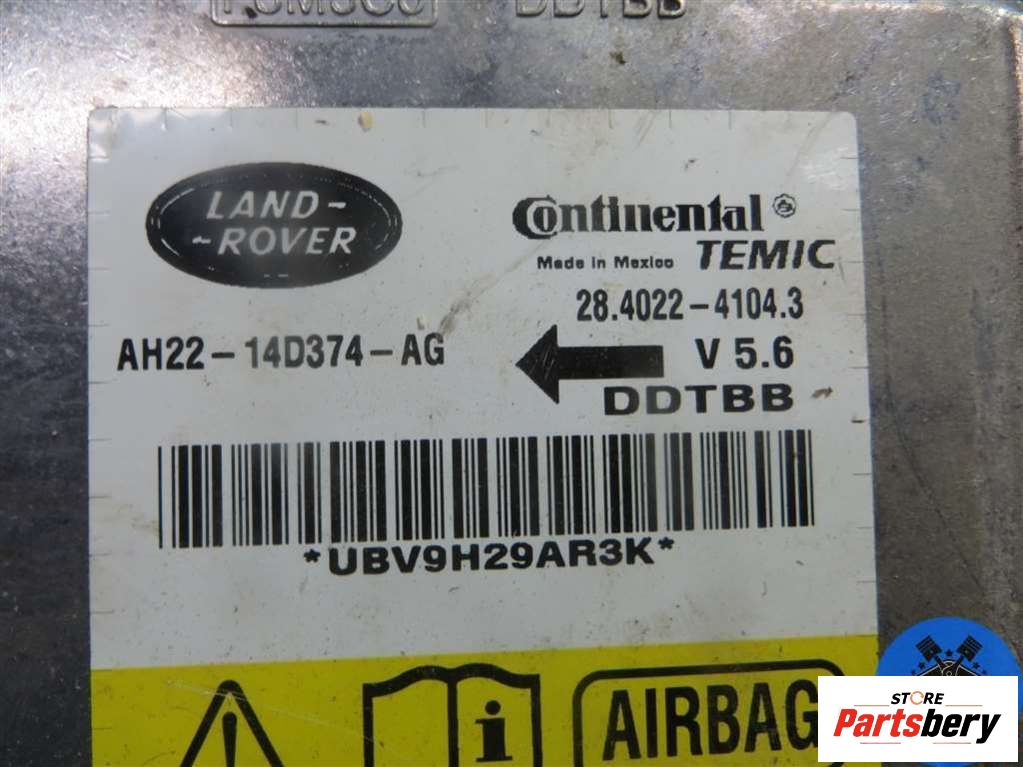 DDTBB
LAND-
-ROVER
Continental
Made in Mexico TEMIC
28.4022-4104.3
AH22-14D374-AG
V 5.6
DDTBB
*UBV9H29AR3K*
i
AIRBAG
STORE
Partsbery